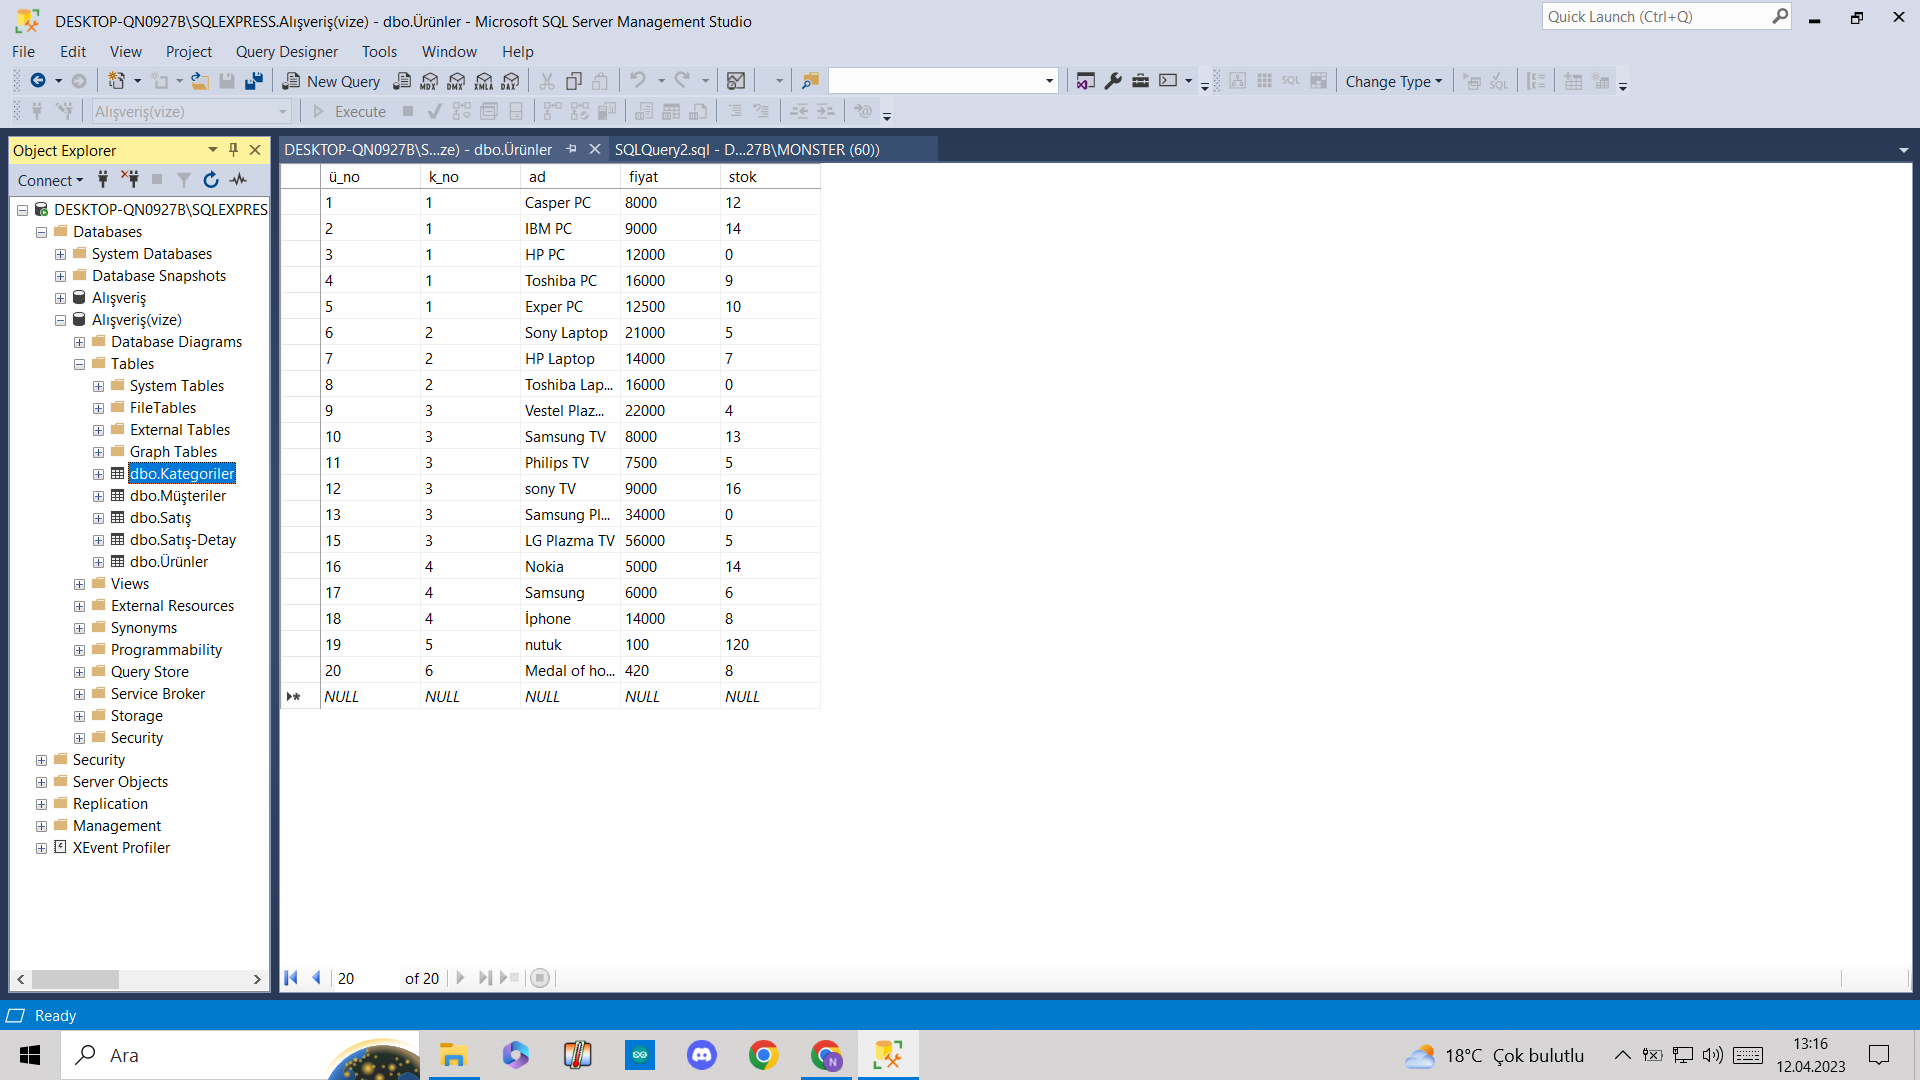 DESKTOP-QN0927B\SQLEXPRESS.Alışveriş(vize) - dbo.Ürünler - Microsoft SQL Server Management Studio
Quick Launch (Ctrl+Q)
File Edit View Project Query Designer Tools Window Help
New Query MDX DMX XMLA DAX SQL Change Type SQL
Alışveriş(vize) Execute
Object Explorer
DESKTOP-QN0927B\S...ze) - dbo.Ürünler SQLQuery2.sql - D...27B\MONSTER (60))
Connect
DESKTOP-QN0927B\SQLEXPRES
Databases
System Databases
Database Snapshots
Alışveriş
Alışveriş(vize)
Database Diagrams
Tables
System Tables
FileTables
External Tables
Graph Tables
dbo.Kategoriler
dbo.Müşteriler
dbo.Satış
dbo.Satış-Detay
dbo.Ürünler
Views
External Resources
Synonyms
Programmability
Query Store
Service Broker
Storage
Security
Security
Server Objects
Replication
Management
XEvent Profiler
ü_no k_no ad fiyat stok
1 1 Casper PC 8000 12
2 1 IBM PC 9000 14
3 1 HP PC 12000 0
4 1 Toshiba PC 16000 9
5 1 Exper PC 12500 10
6 2 Sony Laptop 21000 5
7 2 HP Laptop 14000 7
8 2 Toshiba Lap... 16000 0
9 3 Vestel Plaz... 22000 4
10 3 Samsung TV 8000 13
11 3 Philips TV 7500 5
12 3 sony TV 9000 16
13 3 Samsung Pl... 34000 0
15 3 LG Plazma TV 56000 5
16 4 Nokia 5000 14
17 4 Samsung 6000 6
18 4 İphone 14000 8
19 5 nutuk 100 120
20 6 Medal of ho... 420 8
NULL NULL NULL NULL NULL
20 of 20
Ready
Ara
N
18°C Çok bulutlu
13:16
12.04.2023